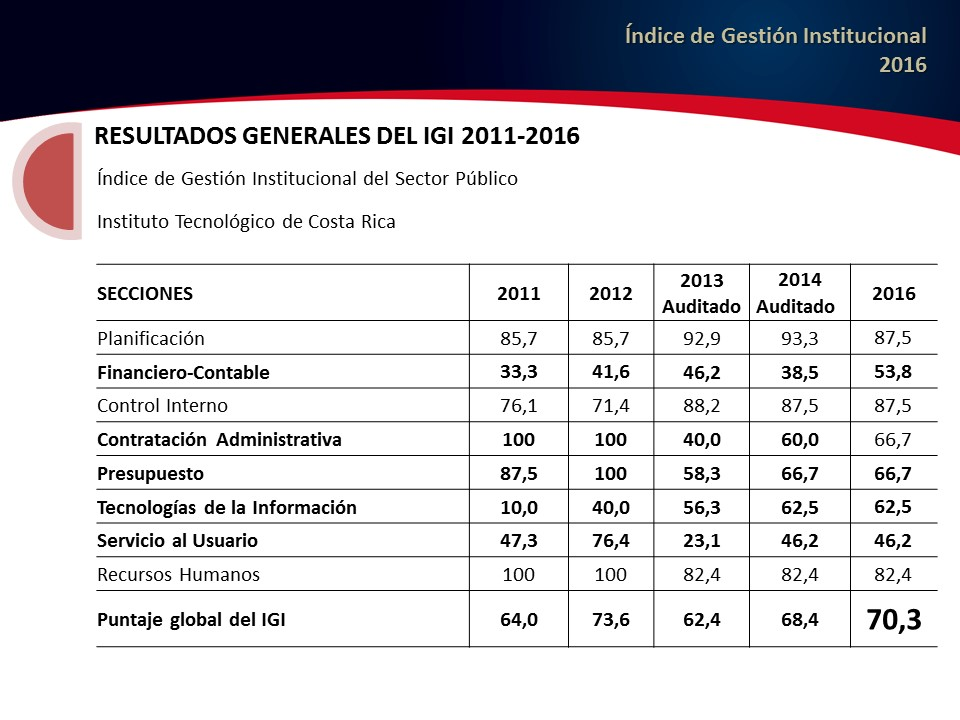 Índice de Gestión Institucional
2016
RESULTADOS GENERALES DEL IGI 2011-2016
Índice de Gestión Institucional del Sector Público
Instituto Tecnológico de Costa Rica
SECCIONES 2011 2012 2013 Auditado 2014 Auditado 2016
Planificación 85,7 85,7 92,9 93,3 87,5
Financiero-Contable 33,3 41,6 46,2 38,5 53,8
Control Interno 76,1 71,4 88,2 87,5 87,5
Contratación Administrativa 100 100 40,0 60,0 66,7
Presupuesto 87,5 100 58,3 66,7 66,7
Tecnologías de la Información 10,0 40,0 56,3 62,5 62,5
Servicio al Usuario 47,3 76,4 23,1 46,2 46,2
Recursos Humanos 100 100 82,4 82,4 82,4
Puntaje global del IGI 64,0 73,6 62,4 68,4 70,3